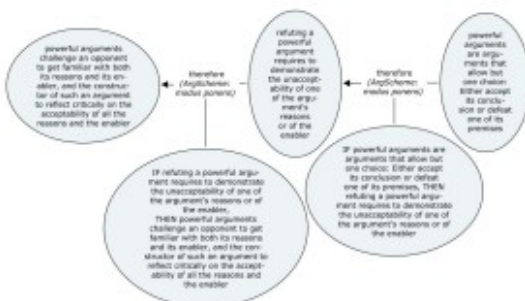 powerful arguments
challenge an opponent
to get familiar with both
its reasons and its en-
abler, and the construc-
tor of such an argument
to reflect critically on the
acceptability of all the
reasons and the enabler
therefore
(ArgScheme:
modus ponens)
refuting a
powerful
argument
requires to
demonstrate
the unaccept-
ability of one
of the argu-
ment's
reasons
or of the
enabler
therefore
(ArgScheme:
modus ponens)
powerful
arguments
are argu-
ments that
allow but
one choice:
Either accept
its conclu-
sion or defeat
one of its
premises
IF refuting a powerful argu-
ment requires to demonstrate
the unacceptability of one of
the argument's reasons or of
the enabler,
THEN powerful arguments
challenge an opponent to get
familiar with both its reasons
and its enabler, and the con-
structor of such an argument to
reflect critically on the accept-
ability of all the reasons and
the enabler
IF powerful arguments are
arguments that allow but
one choice: Either accept
its conclusion or defeat
one of its premises, THEN
refuting a powerful argu-
ment requires to demonstrate
the unacceptability of one of
the argument's reasons or of
the enabler